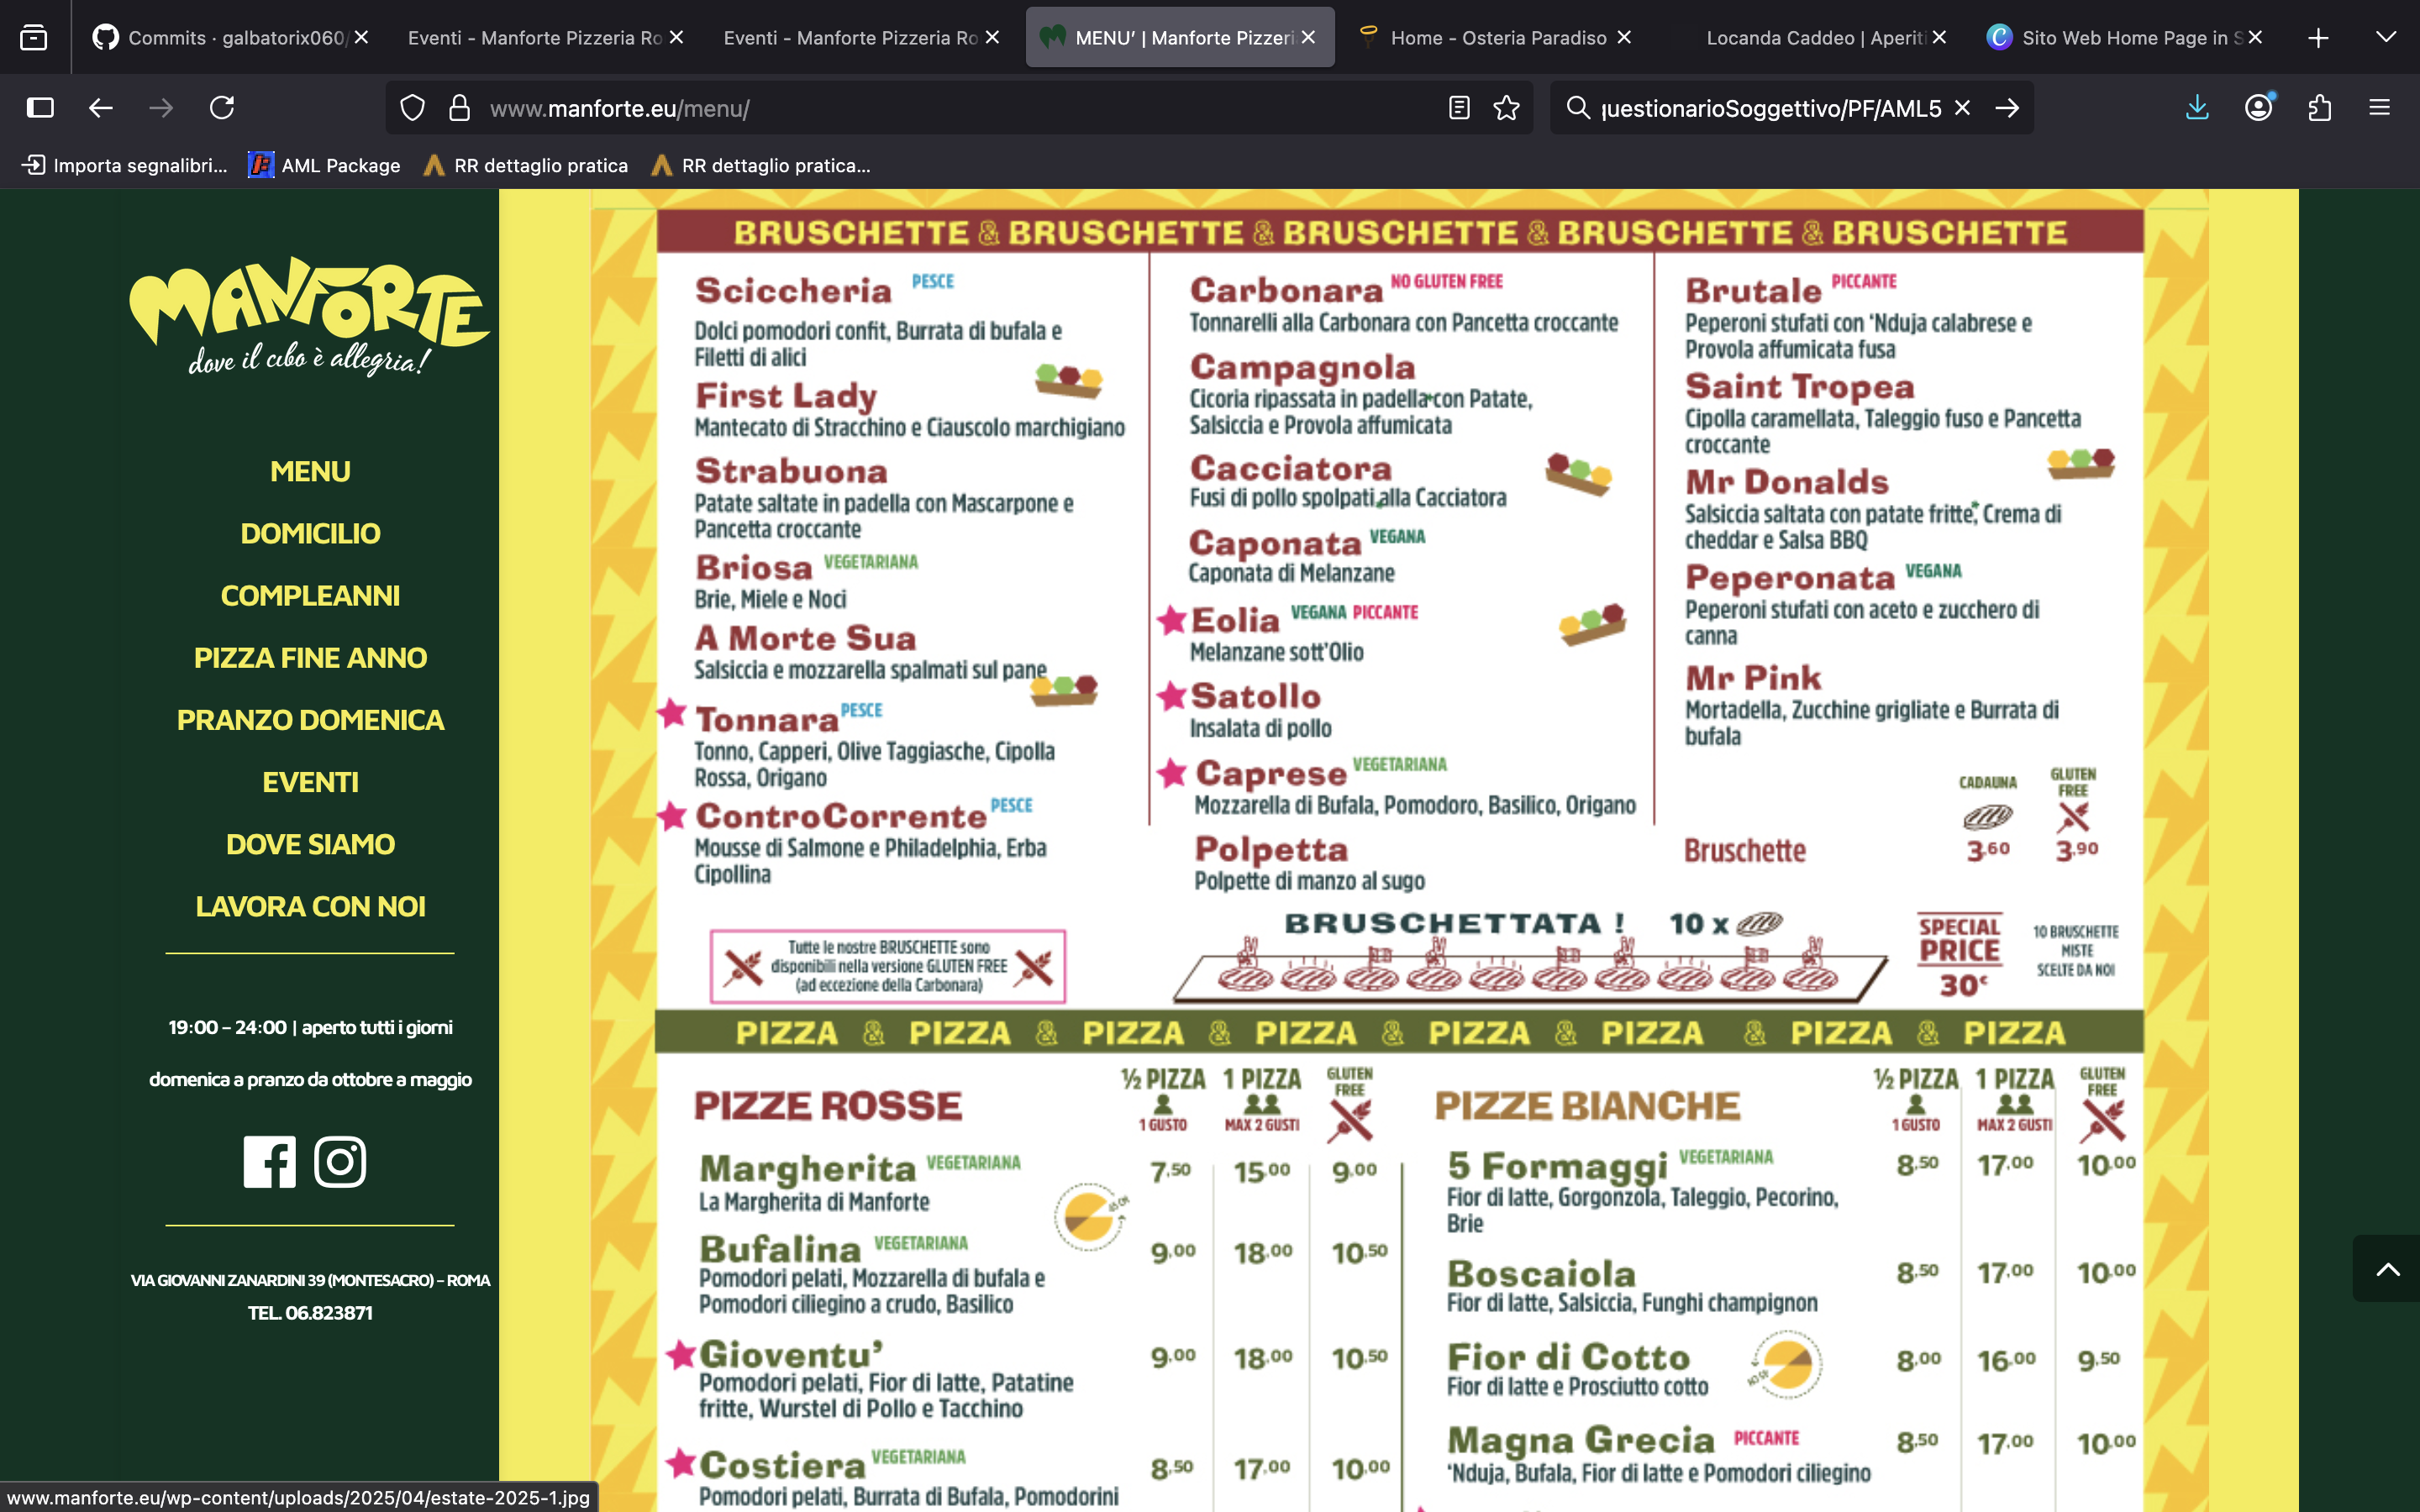 Commits · galbatorix060/
Eventi - Manforte Pizzeria Ro
Eventi - Manforte Pizzeria Ro
MENU’ | Manforte Pizzeri
Home - Osteria Paradiso
Locanda Caddeo | Aperiti
Sito Web Home Page in S
www.manforte.eu/menu/
uestionarioSoggettivo/PF/AML5
Importa segnalibri...
AML Package
RR dettaglio pratica
RR dettaglio pratica...
MANFORTE
dove il cibo è allegria!
MENU
DOMICILIO
COMPLEANNI
PIZZA FINE ANNO
PRANZO DOMENICA
EVENTI
DOVE SIAMO
LAVORA CON NOI
19:00 – 24:00 | aperto tutti i giorni
domenica a pranzo da ottobre a maggio
VIA GIOVANNI ZANARDINI 39 (MONTESACRO) – ROMA
TEL. 06.823871
BRUSCHETTE & BRUSCHETTE & BRUSCHETTE & BRUSCHETTE & BRUSCHETTE
Sciccheria PESCE
Dolci pomodori confit, Burrata di bufala e
Filetti di alici
First Lady
Mantecato di Stracchino e Ciauscolo marchigiano
Strabuona
Patate saltate in padella con Mascarpone e
Pancetta croccante
Briosa VEGETARIANA
Brie, Miele e Noci
A Morte Sua
Salsiccia e mozzarella spalmati sul pane
Tonnara PESCE
Tonno, Capperi, Olive Taggiasche, Cipolla
Rossa, Origano
ControCorrente PESCE
Mousse di Salmone e Philadelphia, Erba
Cipollina
Carbonara NO GLUTEN FREE
Tonnarelli alla Carbonara con Pancetta croccante
Campagnola
Cicoria ripassata in padella con Patate,
Salsiccia e Provola affumicata
Cacciatora
Fusi di pollo spolpati alla Cacciatora
Caponata VEGANA
Caponata di Melanzane
Eolia VEGANA PICCANTE
Melanzane sott'Olio
Satollo
Insalata di pollo
Caprese VEGETARIANA
Mozzarella di Bufala, Pomodoro, Basilico, Origano
Polpetta
Polpette di manzo al sugo
Brutale PICCANTE
Peperoni stufati con ‘Nduja calabrese e
Provola affumicata fusa
Saint Tropea
Cipolla caramellata, Taleggio fuso e Pancetta
croccante
Mr Donalds
Salsiccia saltata con patate fritte, Crema di
cheddar e Salsa BBQ
Peperonata VEGANA
Peperoni stufati con aceto e zucchero di
canna
Mr Pink
Mortadella, Zucchine grigliate e Burrata di
bufala
CADAUNA
GLUTEN
FREE
Bruschette 3,60 3,90
Tutte le nostre BRUSCHETTE sono
disponibili nella versione GLUTEN FREE
(ad eccezione della Carbonara)
BRUSCHETTATA ! 10 x
SPECIAL
PRICE
30€
10 BRUSCHETTE
MISTE
SCELTE DA NOI
PIZZA & PIZZA & PIZZA & PIZZA & PIZZA & PIZZA & PIZZA & PIZZA
PIZZE ROSSE
½ PIZZA
1 GUSTO
1 PIZZA
MAX 2 GUSTI
GLUTEN
FREE
Margherita VEGETARIANA 7,50 15,00 9,00
La Margherita di Manforte
Bufalina VEGETARIANA 9,00 18,00 10,50
Pomodori pelati, Mozzarella di bufala e
Pomodori ciliegino a crudo, Basilico
Gioventu’ 9,00 18,00 10,50
Pomodori pelati, Fior di latte, Patatine
fritte, Wurstel di Pollo e Tacchino
Costiera VEGETARIANA 8,50 17,00 10,00
Pomodori pelati, Burrata di Bufala, Pomodorini
PIZZE BIANCHE
½ PIZZA
1 GUSTO
1 PIZZA
MAX 2 GUSTI
GLUTEN
FREE
5 Formaggi VEGETARIANA 8,50 17,00 10,00
Fior di latte, Gorgonzola, Taleggio, Pecorino,
Brie
Boscaiola 8,50 17,00 10,00
Fior di latte, Salsiccia, Funghi champignon
Fior di Cotto 8,00 16,00 9,50
Fior di latte e Prosciutto cotto
Magna Grecia PICCANTE 8,50 17,00 10,00
‘Nduja, Bufala, Fior di latte e Pomodori ciliegino
www.manforte.eu/wp-content/uploads/2025/04/estate-2025-1.jpg